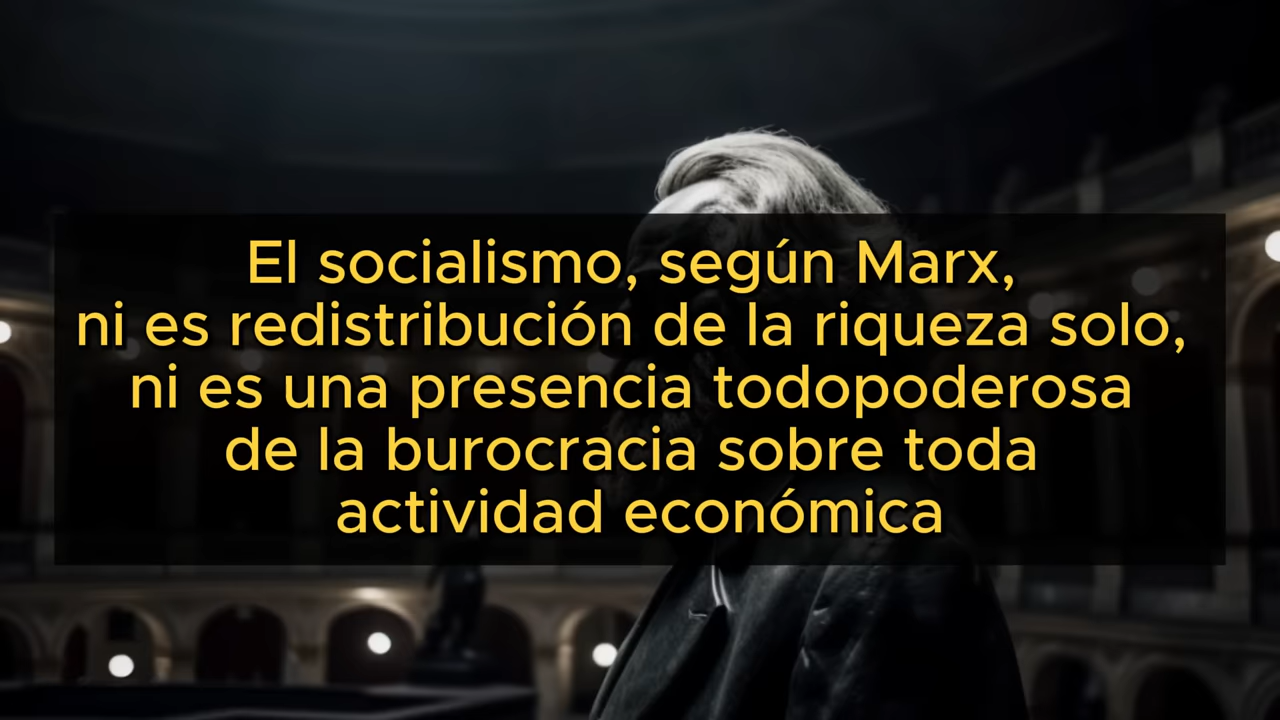 El socialismo, según Marx,
ni es redistribución de la riqueza solo,
ni es una presencia todopoderosa
de la burocracia sobre toda
actividad económica